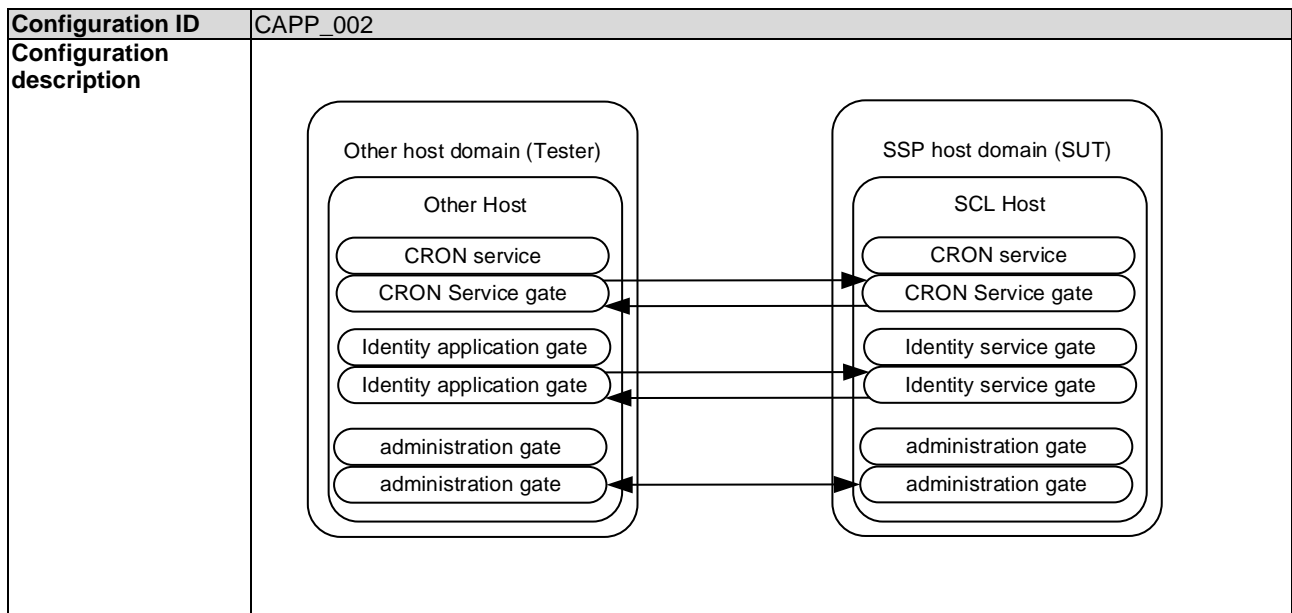 Configuration ID CAPP_002
Configuration
description
Other host domain (Tester) SSP host domain (SUT)
Other Host SCL Host
CRON service CRON service
CRON Service gate CRON Service gate
Identity application gate Identity service gate
Identity application gate Identity service gate
administration gate administration gate
administration gate administration gate